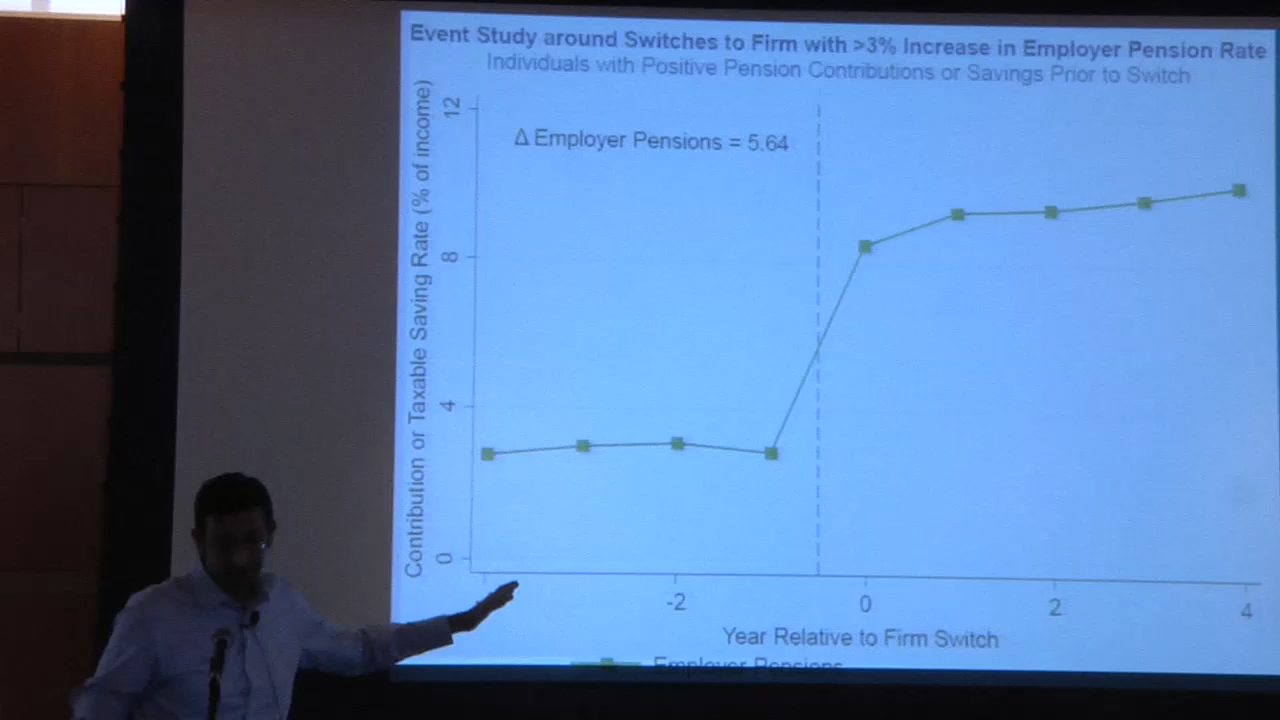 Event Study around Switches to Firm with >3% Increase in Employer Pension Rate
Individuals with Positive Pension Contributions or Savings Prior to Switch
Contribution or Taxable Saving Rate (% of income)
12
Δ Employer Pensions = 5.64
8
4
0
-2 0 2 4
Year Relative to Firm Switch
Employer Pensions